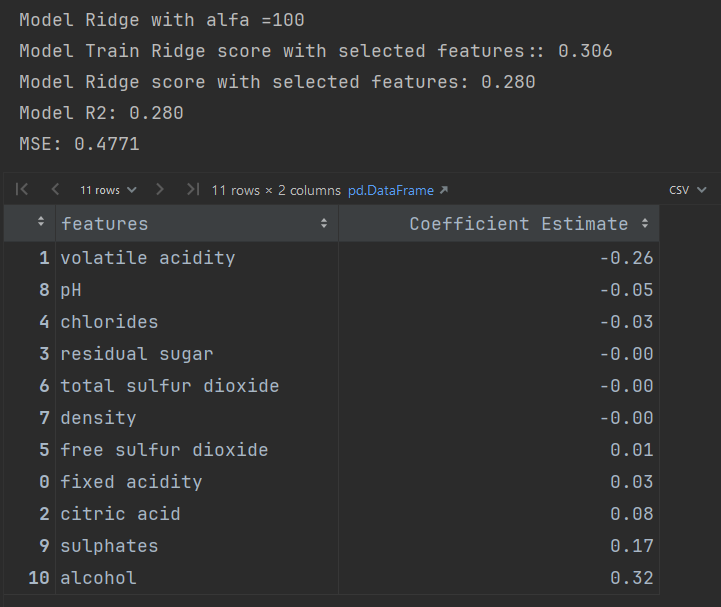 Model Ridge with alfa =100
Model Train Ridge score with selected features:: 0.306
Model Ridge score with selected features: 0.280
Model R2: 0.280
MSE: 0.4771
11 rows 11 rows × 2 columns pd.DataFrame CSV
features Coefficient Estimate
1 volatile acidity -0.26
8 pH -0.05
4 chlorides -0.03
3 residual sugar -0.00
6 total sulfur dioxide -0.00
7 density -0.00
5 free sulfur dioxide 0.01
0 fixed acidity 0.03
2 citric acid 0.08
9 sulphates 0.17
10 alcohol 0.32